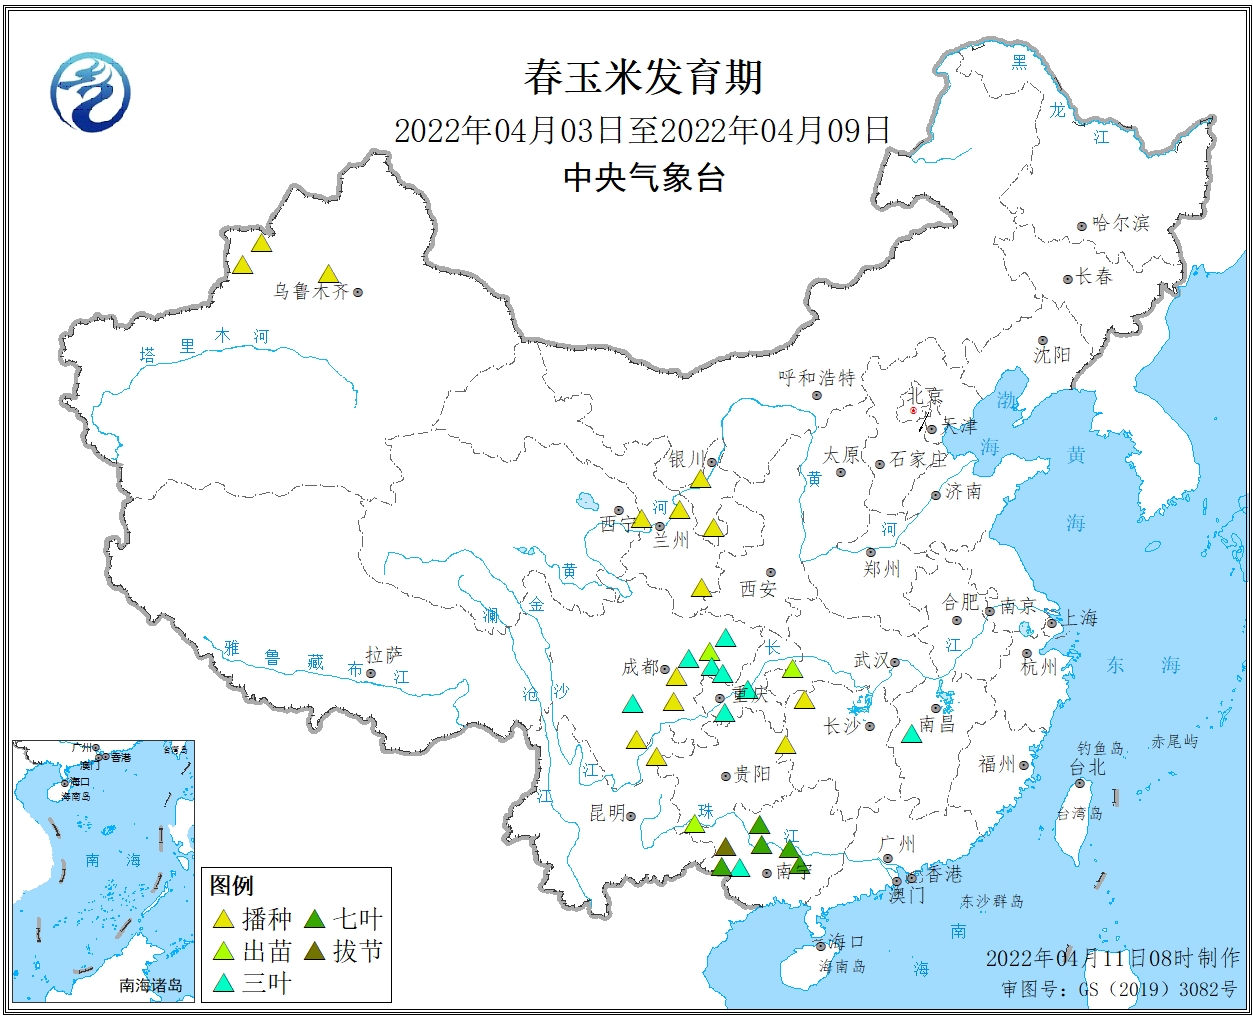 春玉米发育期
2022年04月03日至2022年04月09日
中央气象台
黑
龙
江
哈尔滨
长春
沈阳
乌鲁木齐
塔里木河
呼和浩特
北京
天津
渤
海
黄
海
银川
太原
石家庄
济南
黄
河
西宁
河
兰州
郑州
西安
黄
金
澜
沧
沙
江
江
合肥
南京
上海
杭州
江
雅鲁藏布江
拉萨
成都
重庆
长
武汉
长沙
南昌
东海
钓鱼岛
赤尾屿
福州
台北
台湾岛
贵阳
昆明
珠
江
南宁
广州
香港
澳门
东沙群岛
海口
海南岛
南
海
广州
香港
澳门
海口
海南岛
台湾岛
南海
南海诸岛
图例
播种 七叶
出苗 拔节
三叶
2022年04月11日08时制作
审图号：GS（2019）3082号